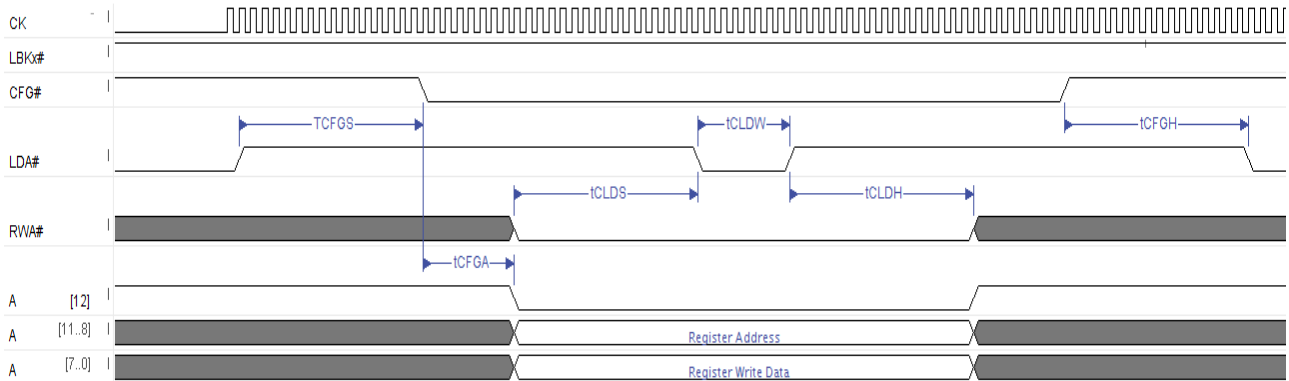 CK
LBKx#
CFG#
TCFGS tCLDW tCFGH
LDA#
tCLDS tCLDH
RWA#
tCFGA
A [12]
A [11..8] Register Address
A [7..0] Register Write Data